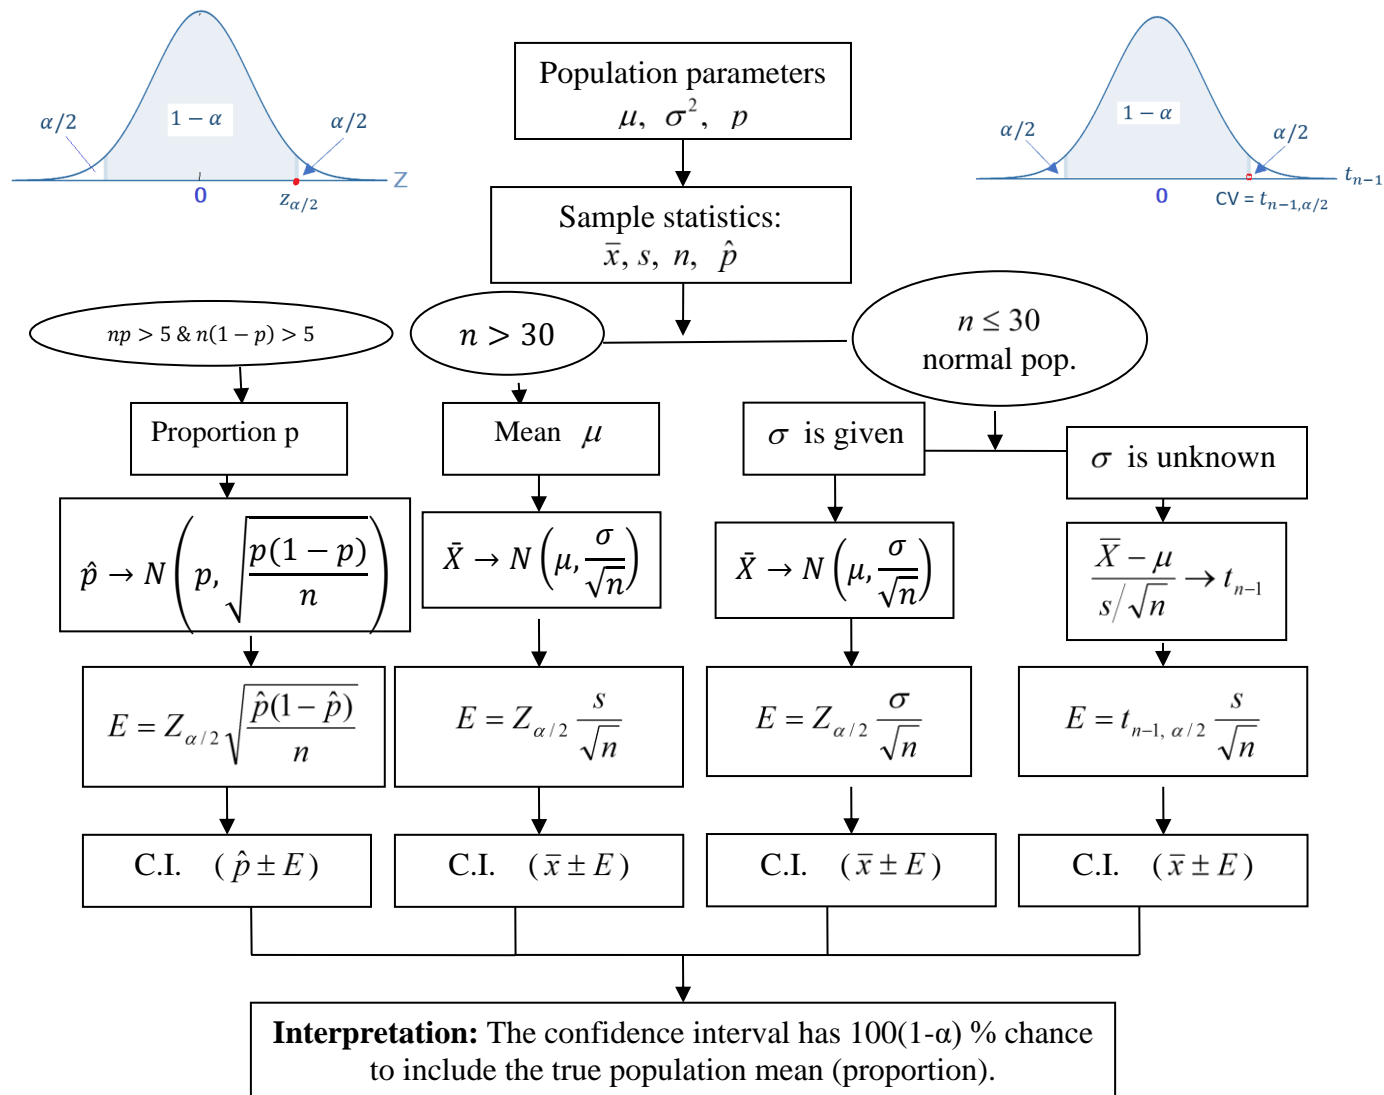 α/2
1 − α
α/2
Z
0
z_{α/2}
Population parameters
μ, σ², p
α/2
1 − α
α/2
t_{n−1}
0
CV = t_{n−1,α/2}
Sample statistics:
x̄, s, n, p̂
np > 5 & n(1 − p) > 5
n > 30
n ≤ 30
normal pop.
Proportion p
Mean μ
σ is given
σ is unknown
p̂ → N(p, √(p(1 − p)/n))
X̄ → N(μ, σ/√n)
X̄ → N(μ, σ/√n)
(X̄ − μ)/(s/√n) → t_{n−1}
E = Z_{α/2} √(p̂(1 − p̂)/n)
E = Z_{α/2} s/√n
E = Z_{α/2} σ/√n
E = t_{n−1, α/2} s/√n
C.I. (p̂ ± E)
C.I. (x̄ ± E)
C.I. (x̄ ± E)
C.I. (x̄ ± E)
Interpretation: The confidence interval has 100(1-α) % chance
to include the true population mean (proportion).